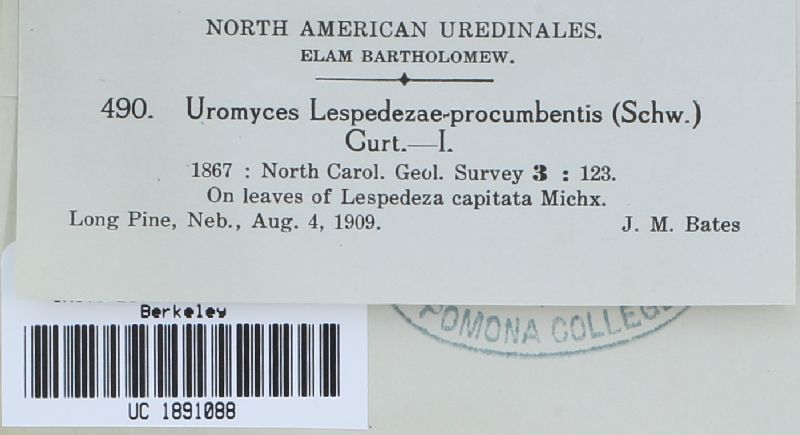 NORTH AMERICAN UREDINALES.
ELAM BARTHOLOMEW.
490. Uromyces Lespedezae-procumbentis (Schw.)
Curt.—I.
1867 : North Carol. Geol. Survey 3 : 123.
On leaves of Lespedeza capitata Michx.
Long Pine, Neb., Aug. 4, 1909. J. M. Bates
Berkeley
UC 1891088
POMONA COLLEGE